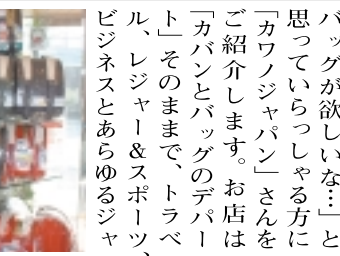 バッグが欲しいな…」と
思っていらっしゃる方に
「カワノジャパン」さんを
ご紹介します。お店は
「カバンとバッグのデパー
ト」そのままで、トラベ
ル、レジャー&スポーツ、
ビジネスとあらゆるジャ